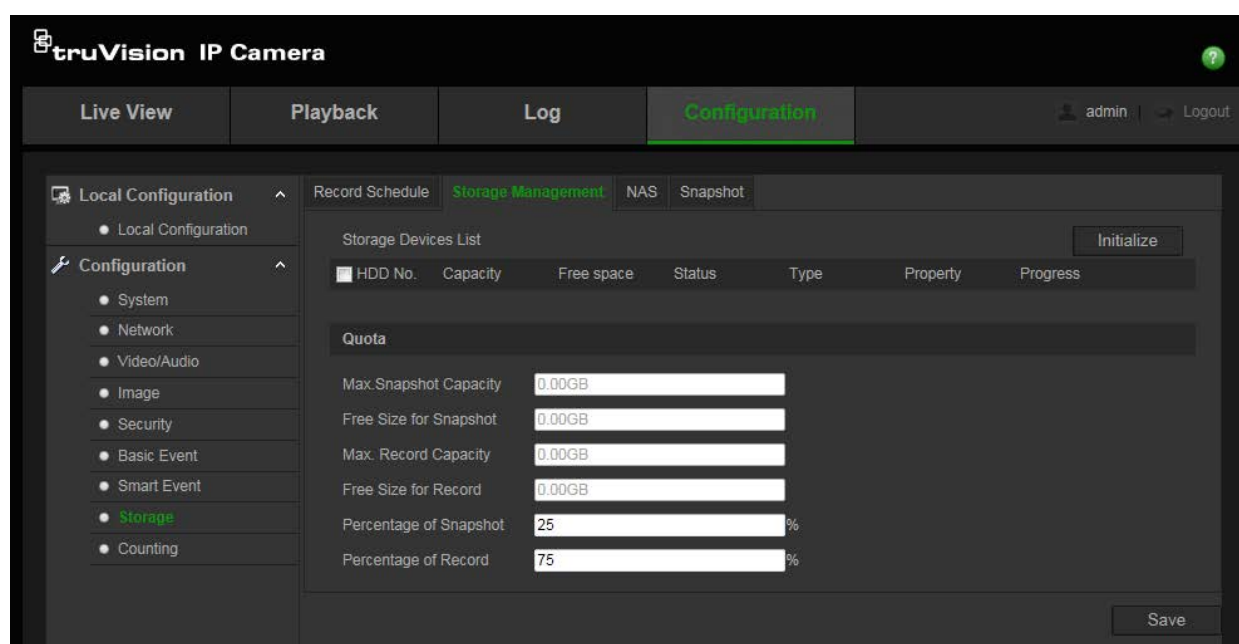 truVision IP Camera
?
Live View Playback Log Configuration admin | Logout
Local Configuration
Local Configuration
Configuration
System
Network
Video/Audio
Image
Security
Basic Event
Smart Event
Storage
Counting
Record Schedule Storage Management NAS Snapshot
Storage Devices List Initialize
HDD No. Capacity Free space Status Type Property Progress
Quota
Max.Snapshot Capacity 0.00GB
Free Size for Snapshot 0.00GB
Max. Record Capacity 0.00GB
Free Size for Record 0.00GB
Percentage of Snapshot 25 %
Percentage of Record 75 %
Save